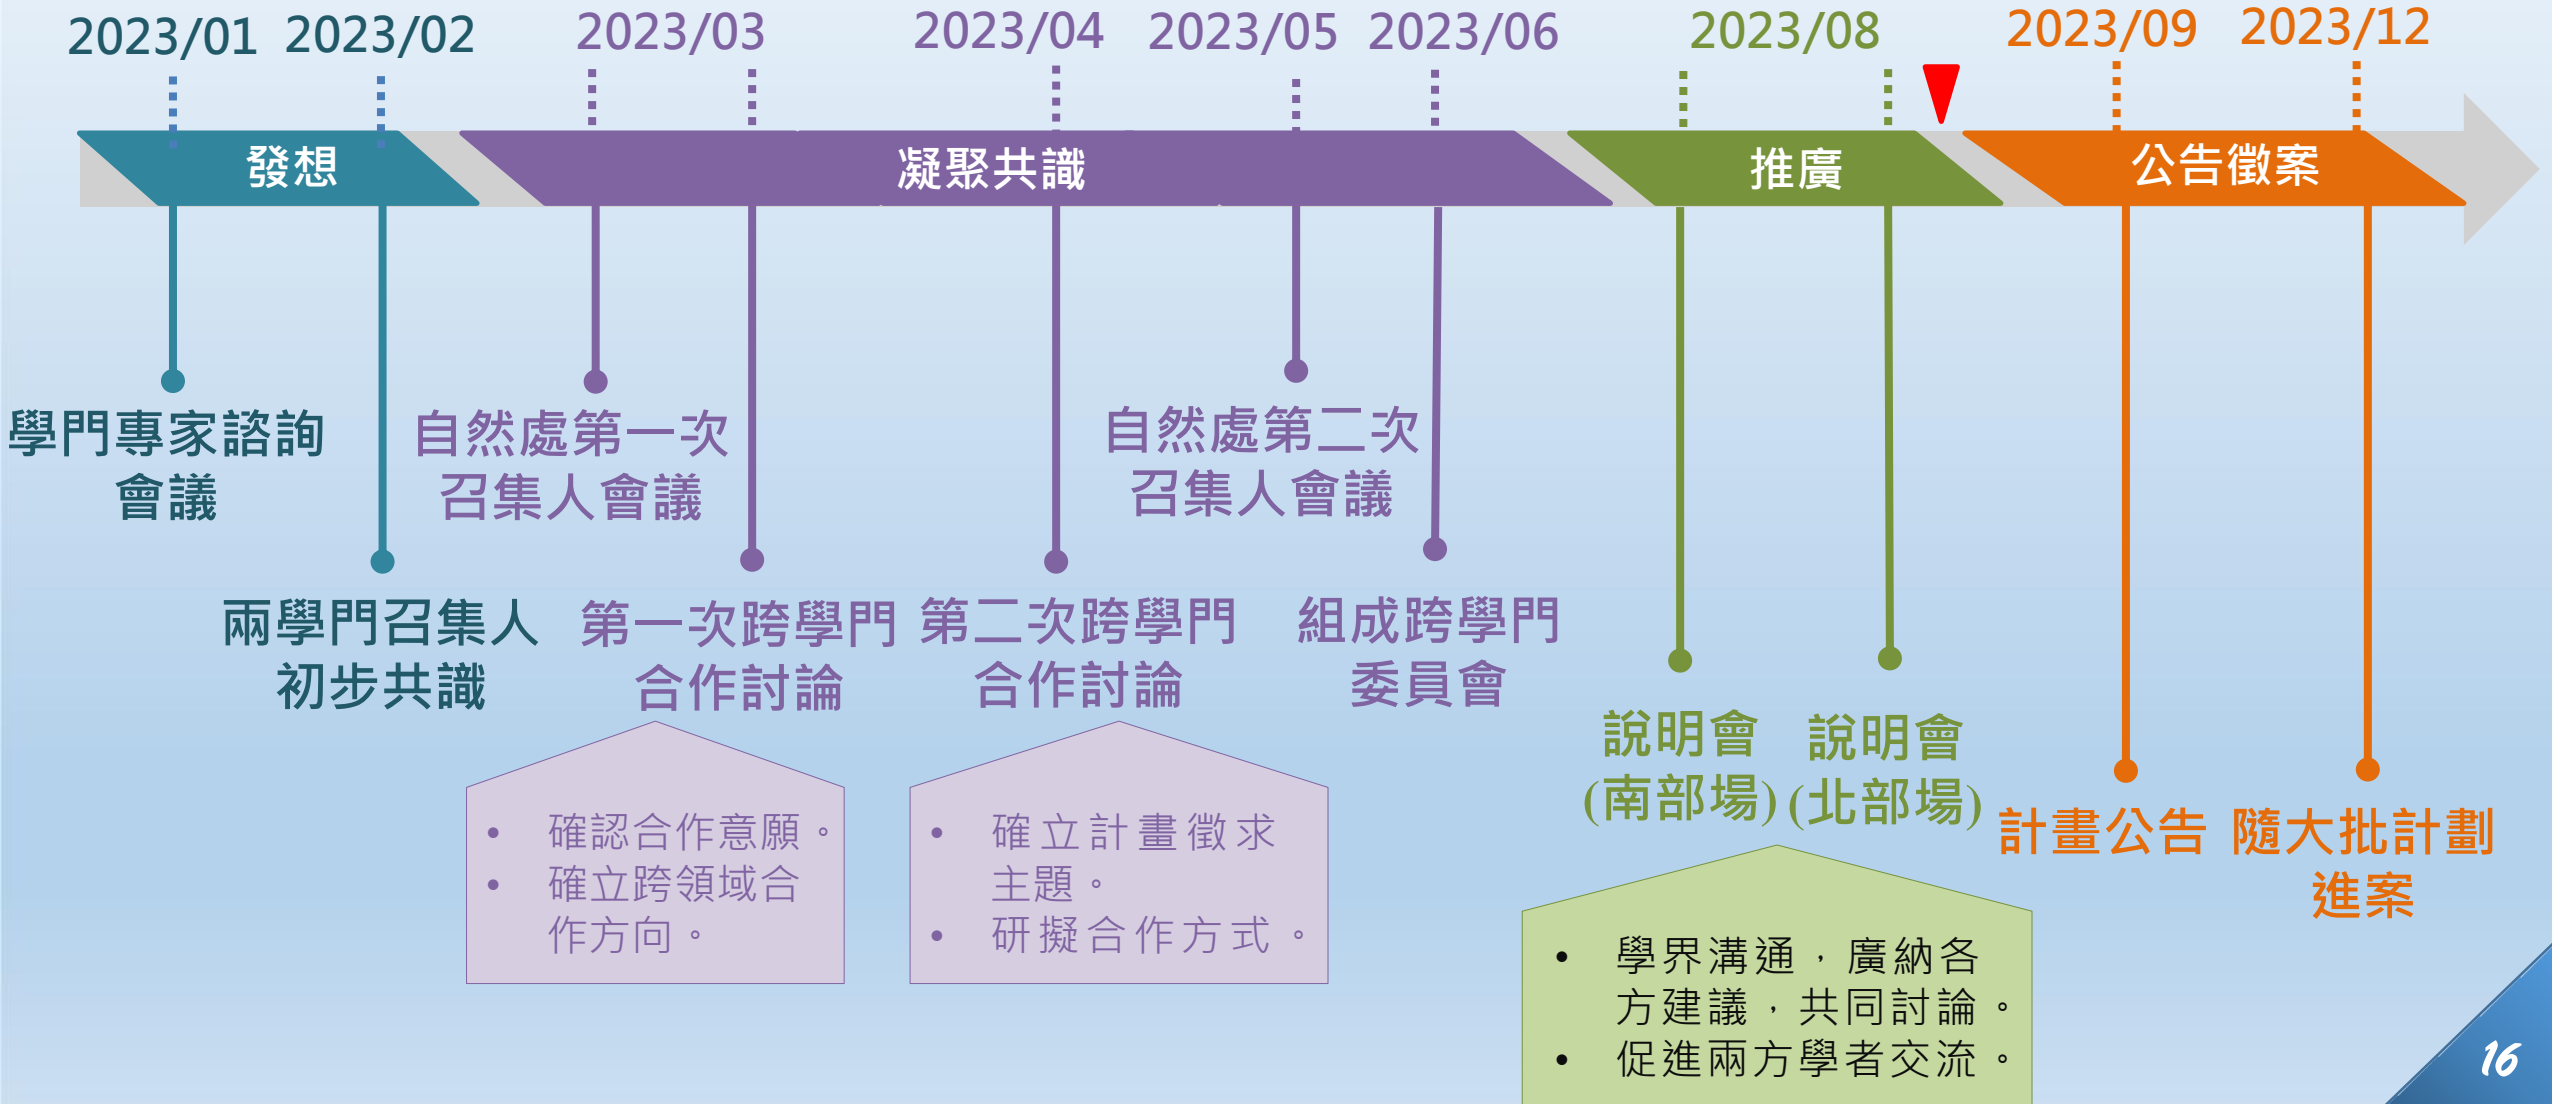 2023/01
2023/02
2023/03
2023/04
2023/05
2023/06
2023/08
2023/09
2023/12
發想
凝聚共識
推廣
公告徵案
學門專家諮詢
會議
兩學門召集人
初步共識
自然處第一次
召集人會議
第一次跨學門
合作討論
第二次跨學門
合作討論
自然處第二次
召集人會議
組成跨學門
委員會
說明會
(南部場)
說明會
(北部場)
計畫公告
隨大批計劃
進案
• 確認合作意願。
• 確立跨領域合
作方向。
• 確立計畫徵求
主題。
• 研擬合作方式。
• 學界溝通，廣納各
方建議，共同討論。
• 促進兩方學者交流。
16